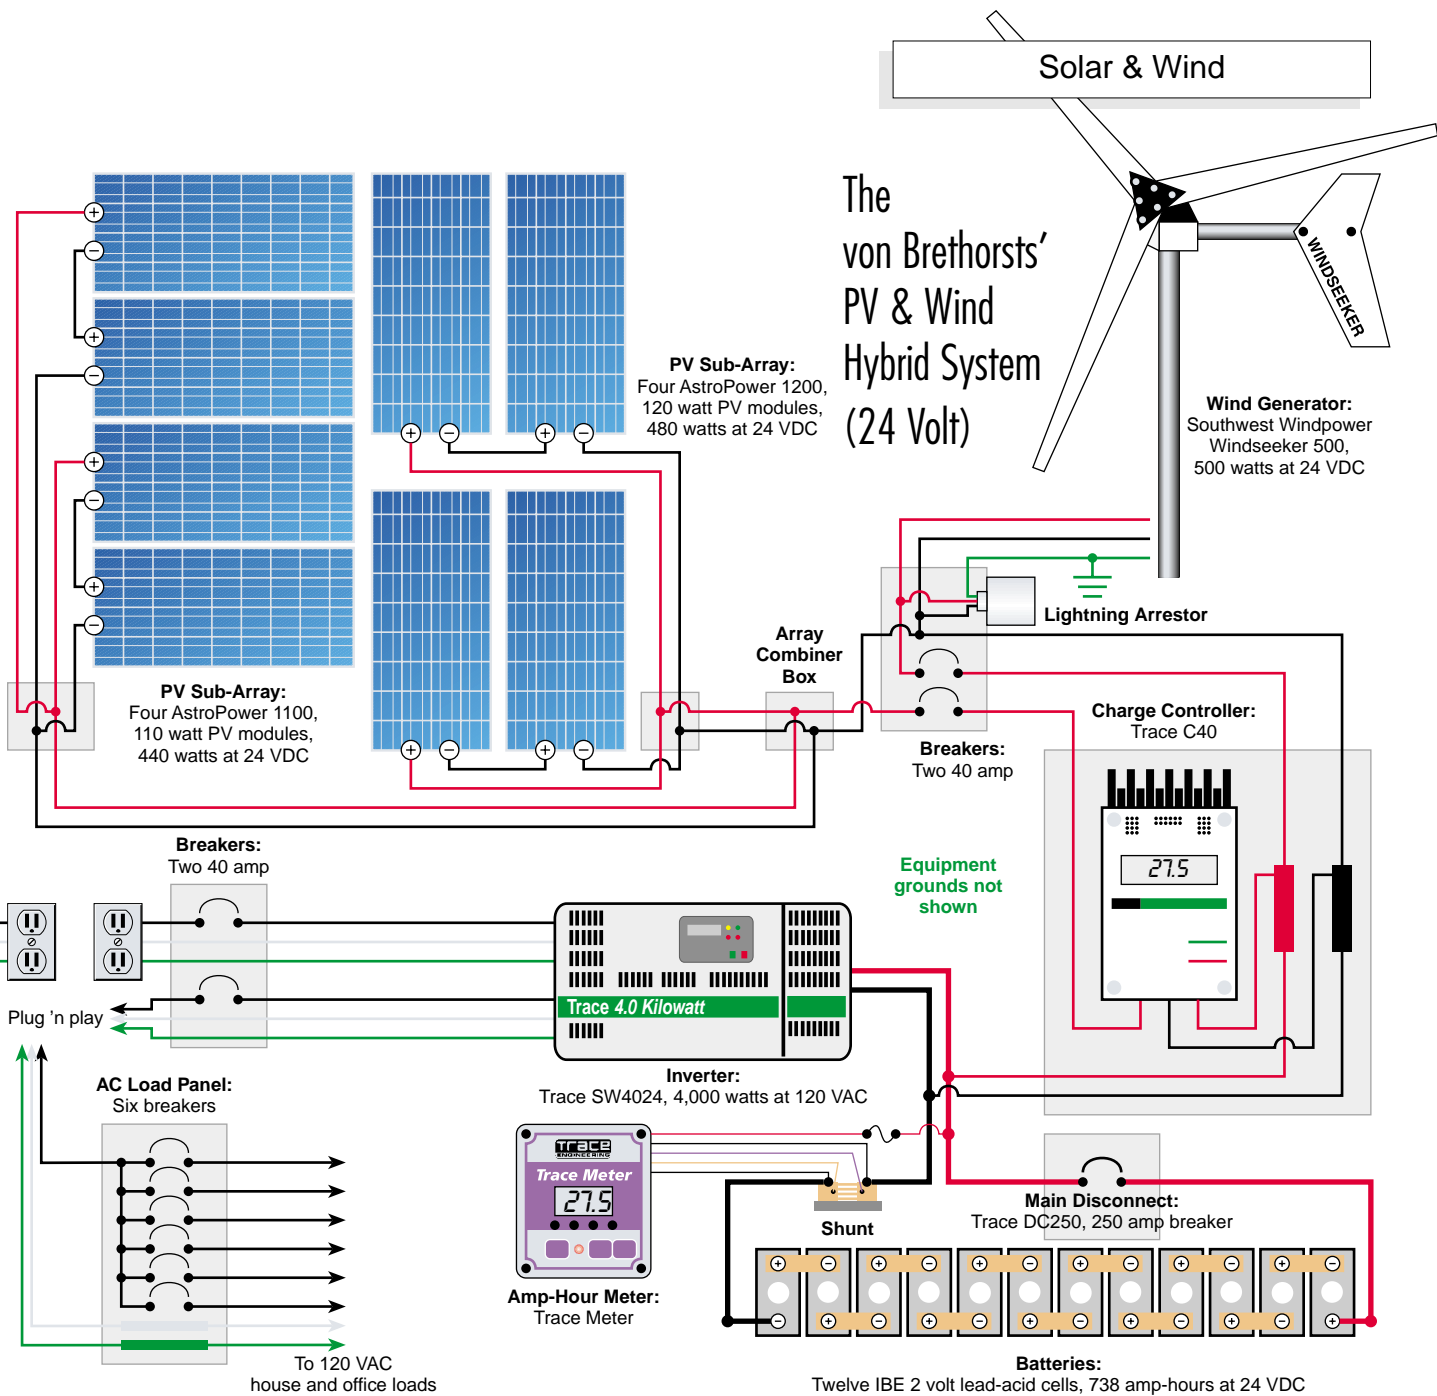 Solar & Wind
The
von Brethorsts’
PV & Wind
Hybrid System
(24 Volt)
WINDSEEKER
PV Sub-Array:
Four AstroPower 1200,
120 watt PV modules,
480 watts at 24 VDC
Wind Generator:
Southwest Windpower
Windseeker 500,
500 watts at 24 VDC
Lightning Arrestor
Array
Combiner
Box
PV Sub-Array:
Four AstroPower 1100,
110 watt PV modules,
440 watts at 24 VDC
Charge Controller:
Trace C40
Breakers:
Two 40 amp
Breakers:
Two 40 amp
Equipment
grounds not
shown
27.5
Trace 4.0 Kilowatt
Plug ’n play
Inverter:
Trace SW4024, 4,000 watts at 120 VAC
AC Load Panel:
Six breakers
Trace
ENGINEERING
Trace Meter
27.5
Shunt
Main Disconnect:
Trace DC250, 250 amp breaker
Amp-Hour Meter:
Trace Meter
To 120 VAC
house and office loads
Batteries:
Twelve IBE 2 volt lead-acid cells, 738 amp-hours at 24 VDC